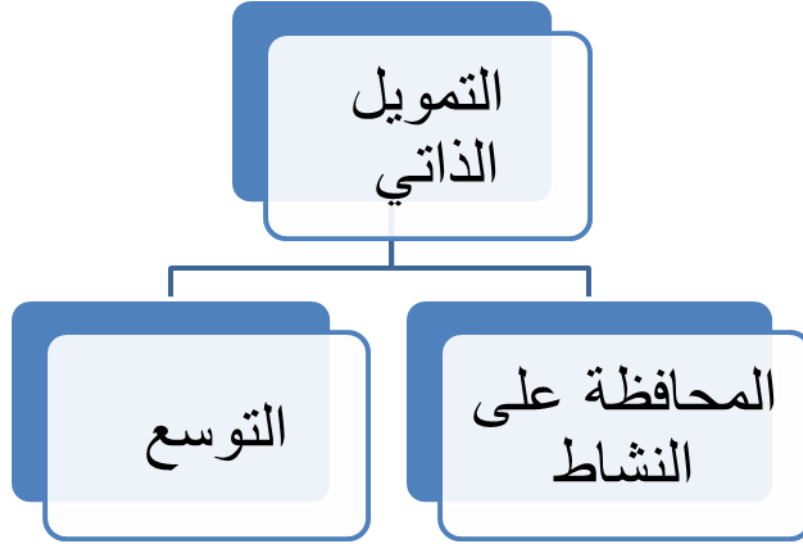 التمويل
الذاتي
المحافظة على
النشاط
التوسع